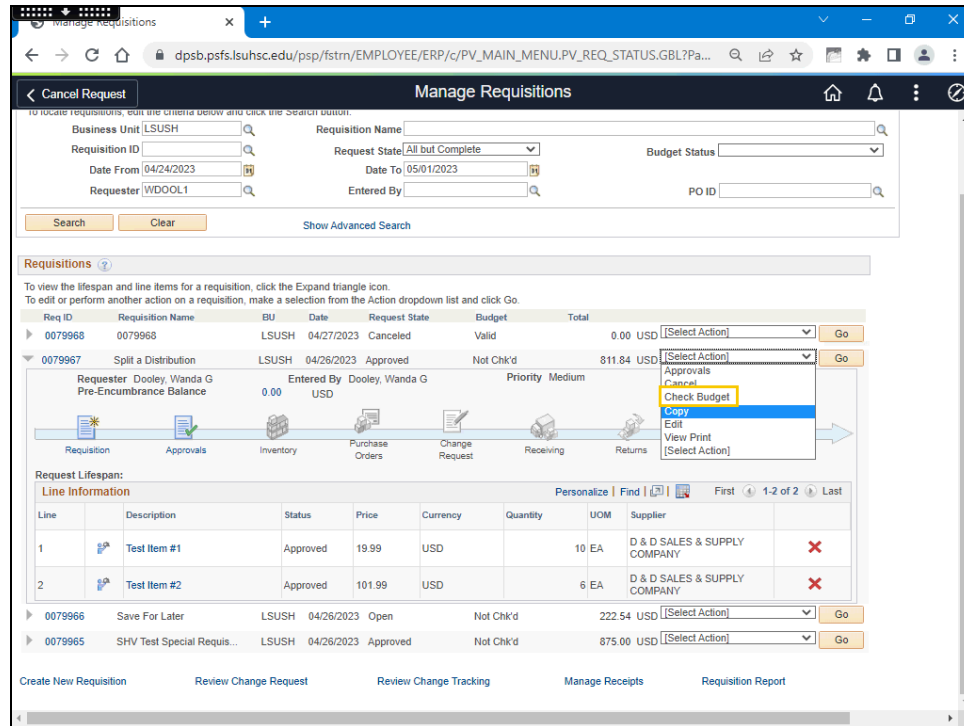 Manage Requisitions
dpsb.psfs.lsuhsc.edu/psp/fstrn/EMPLOYEE/ERP/c/PV_MAIN_MENU.PV_REQ_STATUS.GBL?Pa...
Cancel Request Manage Requisitions
To locate requisitions, edit the criteria below and click the Search button.
Business Unit LSUSH Requisition Name
Requisition ID Request State All but Complete Budget Status
Date From 04/24/2023 Date To 05/01/2023
Requester WDOOL1 Entered By PO ID
Search Clear Show Advanced Search
Requisitions ?
To view the lifespan and line items for a requisition, click the Expand triangle icon.
To edit or perform another action on a requisition, make a selection from the Action dropdown list and click Go.
Req ID Requisition Name BU Date Request State Budget Total
0079968 0079968 LSUSH 04/27/2023 Canceled Valid 0.00 USD [Select Action] Go
0079967 Split a Distribution LSUSH 04/26/2023 Approved Not Chk'd 811.84 USD [Select Action] Go
Approvals
Cancel
Check Budget
Copy
Edit
View Print
[Select Action]
Requester Dooley, Wanda G Entered By Dooley, Wanda G Priority Medium
Pre-Encumbrance Balance 0.00 USD
Requisition Approvals Inventory Purchase Orders Change Request Receiving Returns
Request Lifespan:
Line Information Personalize | Find | First 1-2 of 2 Last
Line Description Status Price Currency Quantity UOM Supplier
1 Test Item #1 Approved 19.99 USD 10 EA D & D SALES & SUPPLY COMPANY
2 Test Item #2 Approved 101.99 USD 6 EA D & D SALES & SUPPLY COMPANY
0079966 Save For Later LSUSH 04/26/2023 Open Not Chk'd 222.54 USD [Select Action] Go
0079965 SHV Test Special Requis... LSUSH 04/26/2023 Approved Not Chk'd 875.00 USD [Select Action] Go
Create New Requisition Review Change Request Review Change Tracking Manage Receipts Requisition Report